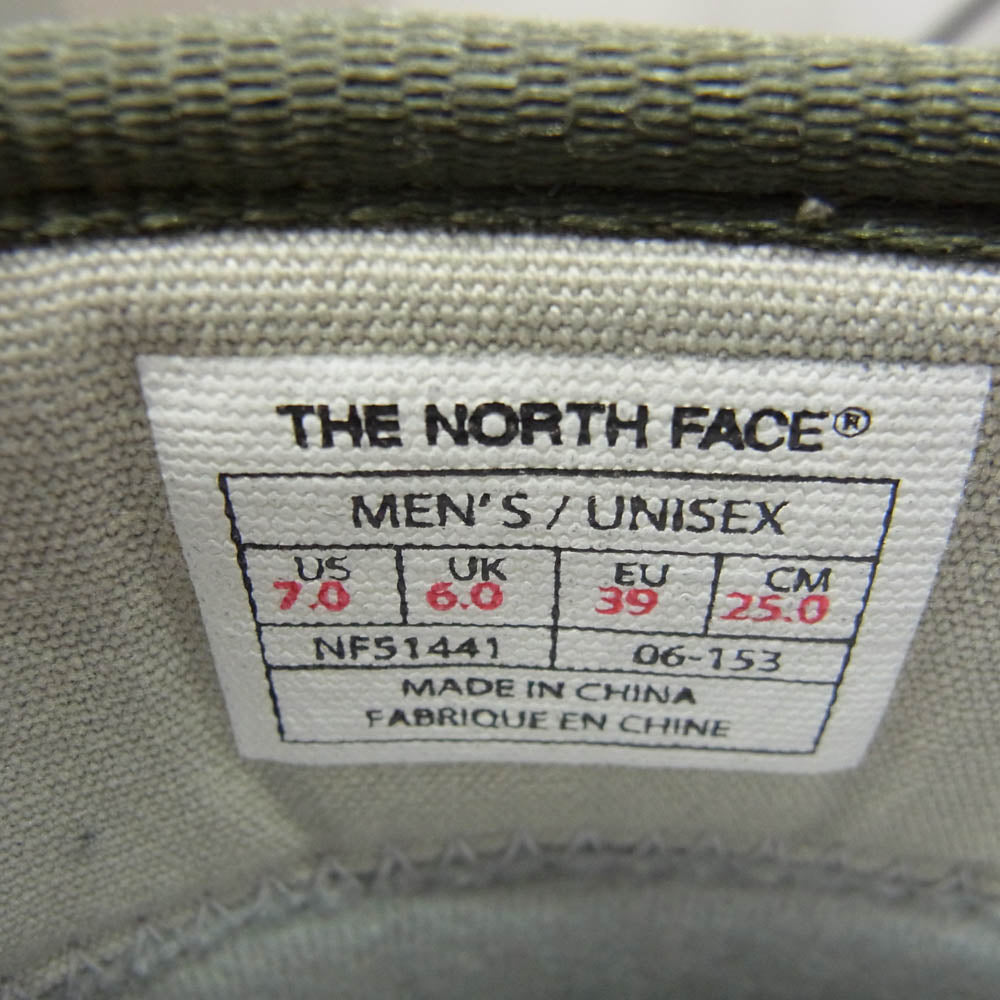 THE NORTH FACE®
MEN'S / UNISEX
US UK EU CM
7.0 6.0 39 25.0
NF51441 06-153
MADE IN CHINA
FABRIQUE EN CHINE